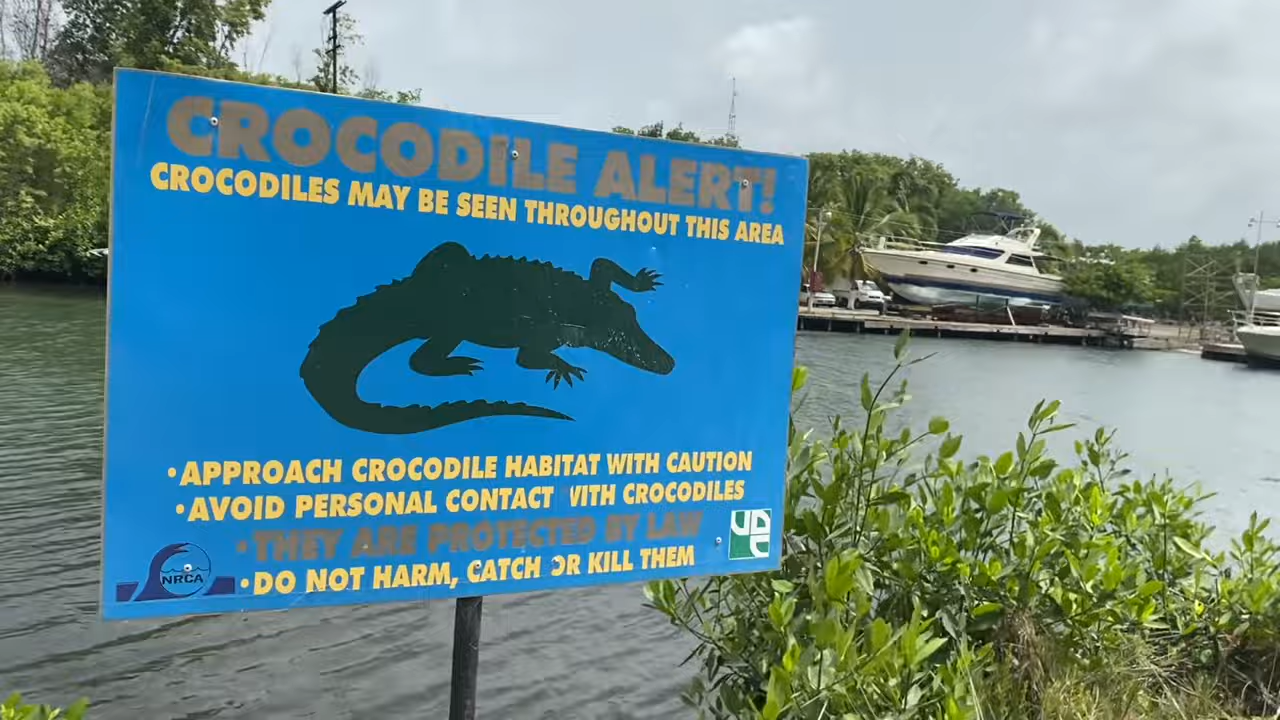 CROCODILE ALERT!
CROCODILES MAY BE SEEN THROUGHOUT THIS AREA
•APPROACH CROCODILE HABITAT WITH CAUTION
•AVOID PERSONAL CONTACT WITH CROCODILES
•THEY ARE PROTECTED BY LAW
•DO NOT HARM, CATCH OR KILL THEM
NRCA